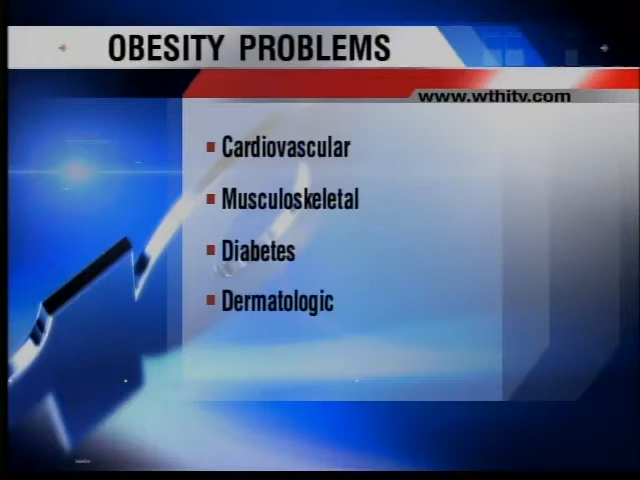 OBESITY PROBLEMS
www.wthitv.com
Cardiovascular
Musculoskeletal
Diabetes
Dermatologic